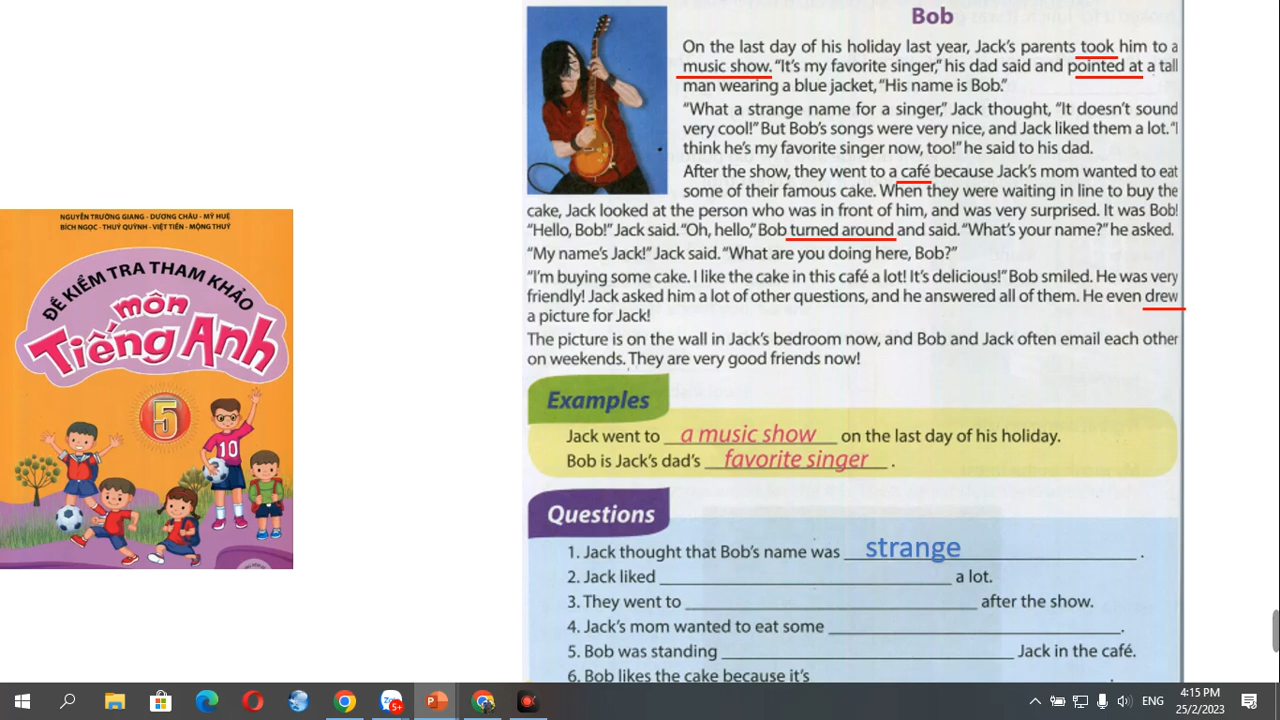 NGUYỄN TRƯỜNG GIANG - DƯƠNG CHÂU - MỸ HUỆ
BÍCH NGỌC - THUÝ QUỲNH - VIỆT TIẾN - MỘNG THUÝ
ĐỀ KIỂM TRA THAM KHẢO
môn
Tiếng Anh
5
10
Bob
On the last day of his holiday last year, Jack's parents took him to a
music show. "It's my favorite singer," his dad said and pointed at a tall
man wearing a blue jacket, "His name is Bob."
"What a strange name for a singer," Jack thought, "It doesn't sound
very cool!" But Bob's songs were very nice, and Jack liked them a lot. "I
think he's my favorite singer now, too!" he said to his dad.
After the show, they went to a café because Jack's mom wanted to eat
some of their famous cake. When they were waiting in line to buy the
cake, Jack looked at the person who was in front of him, and was very surprised. It was Bob!
"Hello, Bob!" Jack said. "Oh, hello," Bob turned around and said. "What's your name?" he asked.
"My name's Jack!" Jack said. "What are you doing here, Bob?"
"I'm buying some cake. I like the cake in this café a lot! It's delicious!" Bob smiled. He was very
friendly! Jack asked him a lot of other questions, and he answered all of them. He even drew
a picture for Jack!
The picture is on the wall in Jack's bedroom now, and Bob and Jack often email each other
on weekends. They are very good friends now!
Examples
Jack went to a music show on the last day of his holiday.
Bob is Jack's dad's favorite singer .
Questions
1. Jack thought that Bob's name was strange .
2. Jack liked a lot.
3. They went to after the show.
4. Jack's mom wanted to eat some .
5. Bob was standing Jack in the café.
6. Bob likes the cake because it's .
5+
ENG
4:15 PM
25/2/2023